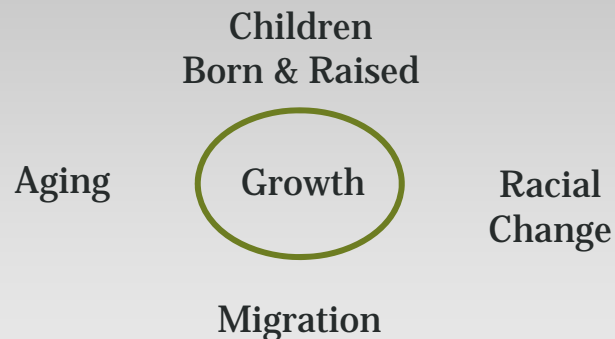 Children
Born & Raised
Aging
Growth
Racial
Change
Migration